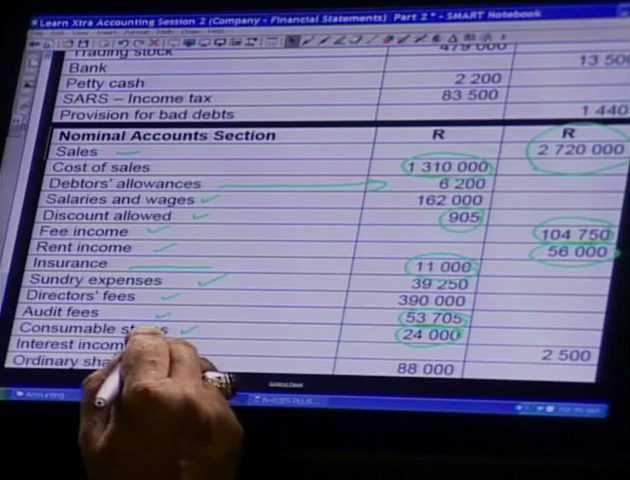 Learn Xtra Accounting Session 2 (Company - Financial Statements) Part 2 * - SMART Notebook
Trading stock 479 000
Bank 13 500
Petty cash 2 200
SARS – Income tax 83 500
Provision for bad debts 1 440
Nominal Accounts Section R R
Sales 2 720 000
Cost of sales 1 310 000
Debtors' allowances 6 200
Salaries and wages 162 000
Discount allowed 905
Fee income 104 750
Rent income 56 000
Insurance 11 000
Sundry expenses 39 250
Directors' fees 390 000
Audit fees 53 705
Consumable st s 24 000
Interest incom 2 500
Ordinary sha 88 000